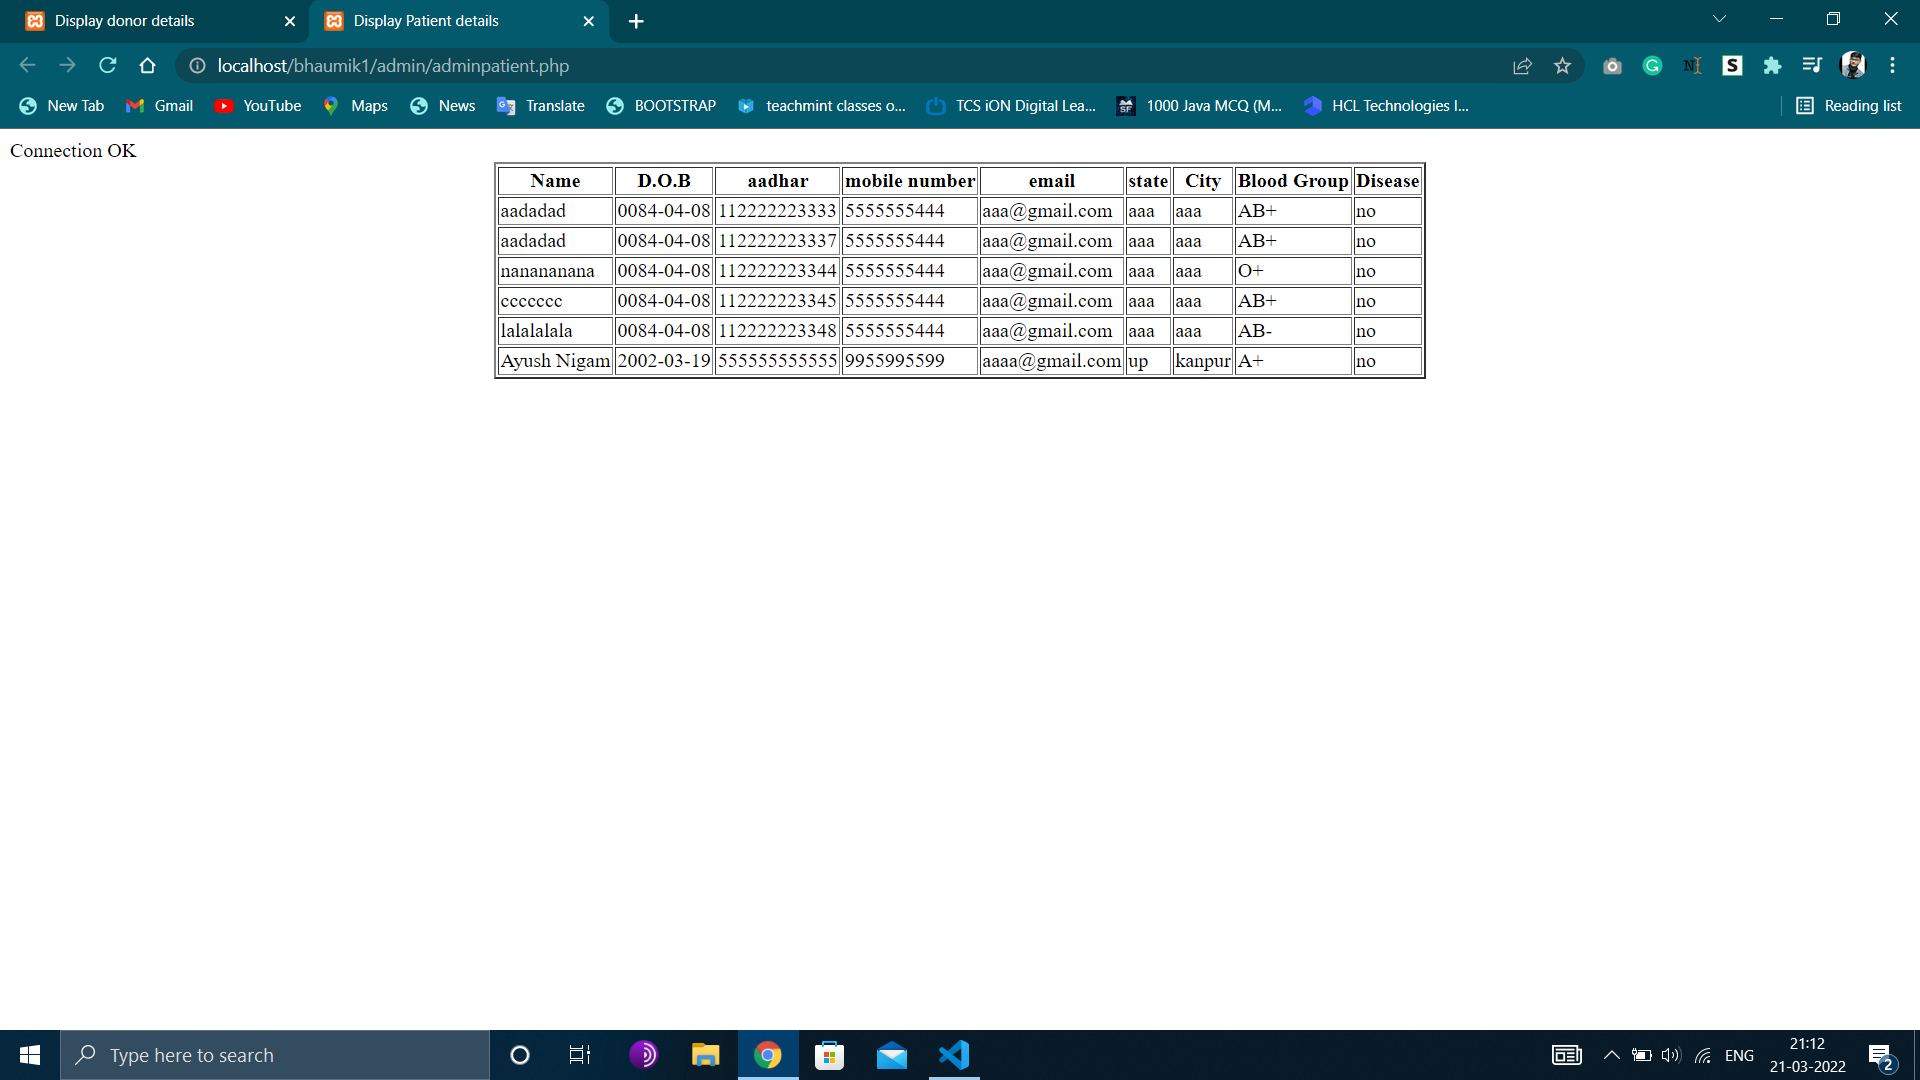 Display donor details
Display Patient details
localhost/bhaumik1/admin/adminpatient.php
New Tab Gmail YouTube Maps News Translate BOOTSTRAP teachmint classes o... TCS iON Digital Lea... 1000 Java MCQ (M... HCL Technologies I... Reading list
Connection OK
Name D.O.B aadhar mobile number email state City Blood Group Disease
aadadad 0084-04-08 112222223333 5555555444 aaa@gmail.com aaa aaa AB+ no
aadadad 0084-04-08 112222223337 5555555444 aaa@gmail.com aaa aaa AB+ no
nanananana 0084-04-08 112222223344 5555555444 aaa@gmail.com aaa aaa O+ no
ccccccc 0084-04-08 112222223345 5555555444 aaa@gmail.com aaa aaa AB+ no
lalalalala 0084-04-08 112222223348 5555555444 aaa@gmail.com aaa aaa AB- no
Ayush Nigam 2002-03-19 555555555555 9955995599 aaaa@gmail.com up kanpur A+ no
Type here to search
ENG
21:12
21-03-2022
2